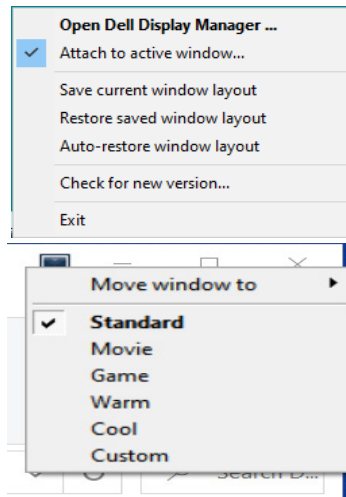 Open Dell Display Manager ...
Attach to active window...
Save current window layout
Restore saved window layout
Auto-restore window layout
Check for new version...
Exit
Move window to
Standard
Movie
Game
Warm
Cool
Custom
Search D...